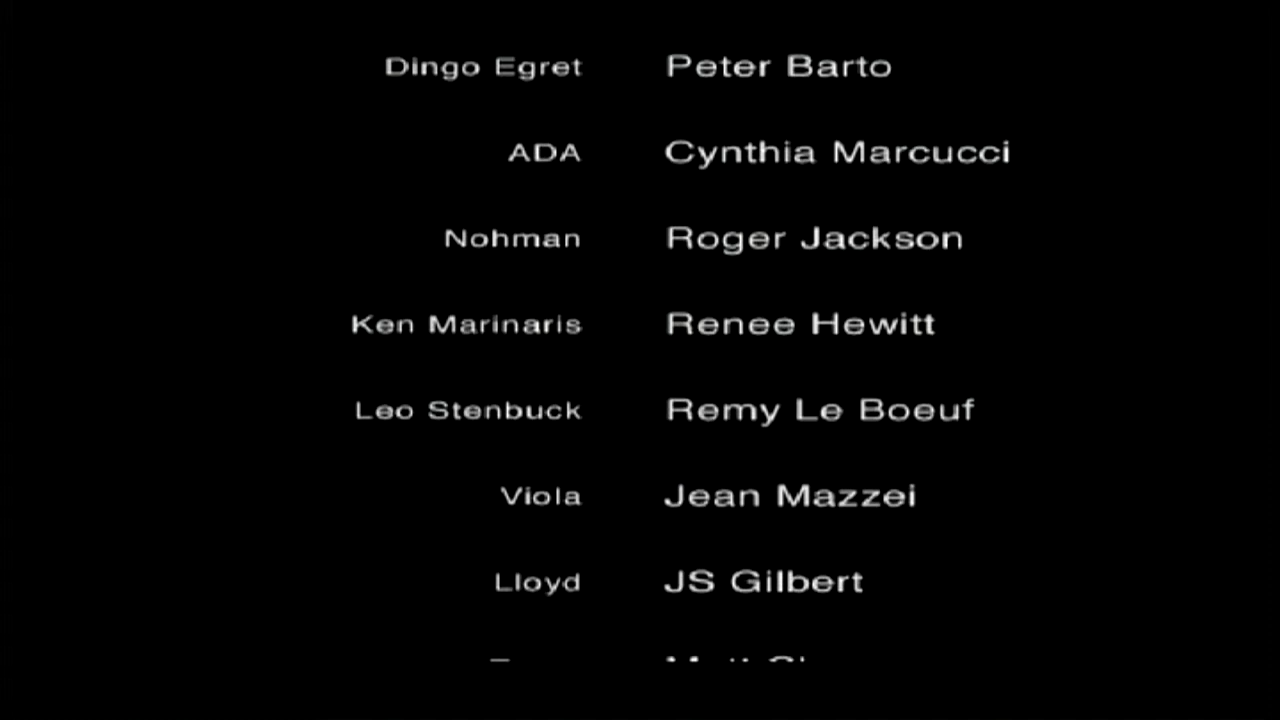 Dingo Egret Peter Barto
ADA Cynthia Marcucci
Nohman Roger Jackson
Ken Marinaris Renee Hewitt
Leo Stenbuck Remy Le Boeuf
Viola Jean Mazzei
Lloyd JS Gilbert